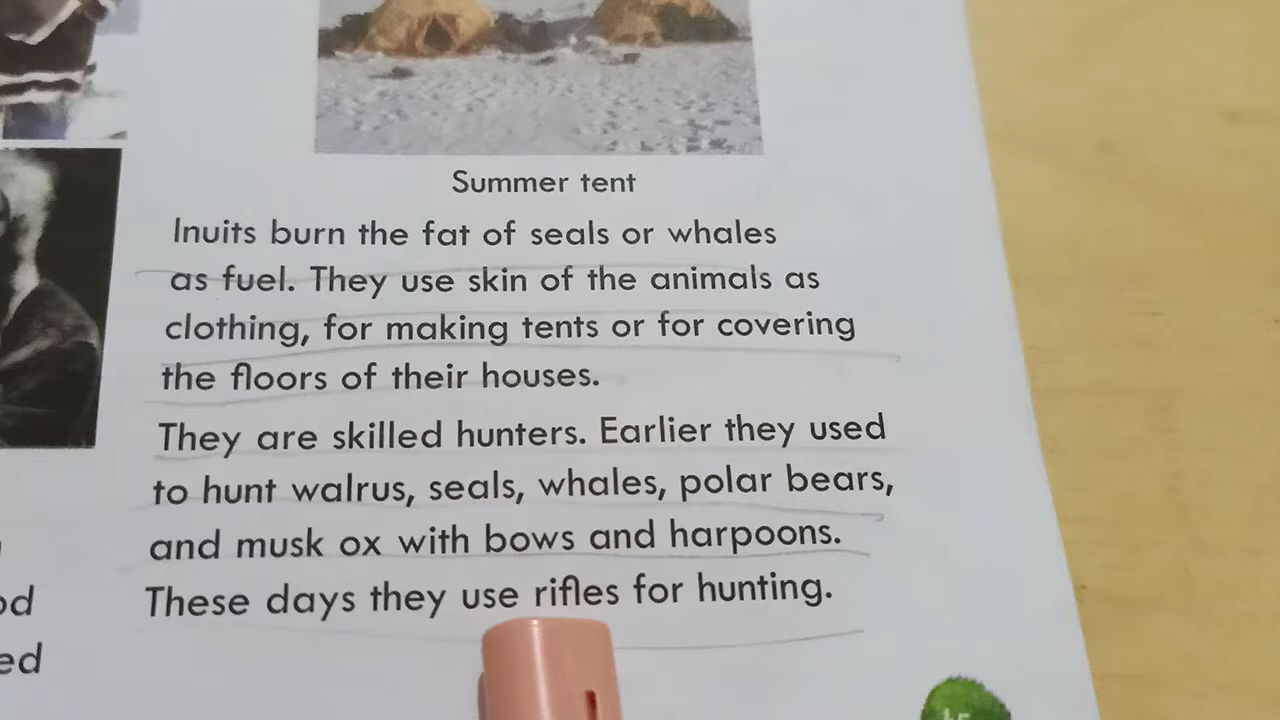 Summer tent
Inuits burn the fat of seals or whales
as fuel. They use skin of the animals as
clothing, for making tents or for covering
the floors of their houses.
They are skilled hunters. Earlier they used
to hunt walrus, seals, whales, polar bears,
and musk ox with bows and harpoons.
These days they use rifles for hunting.